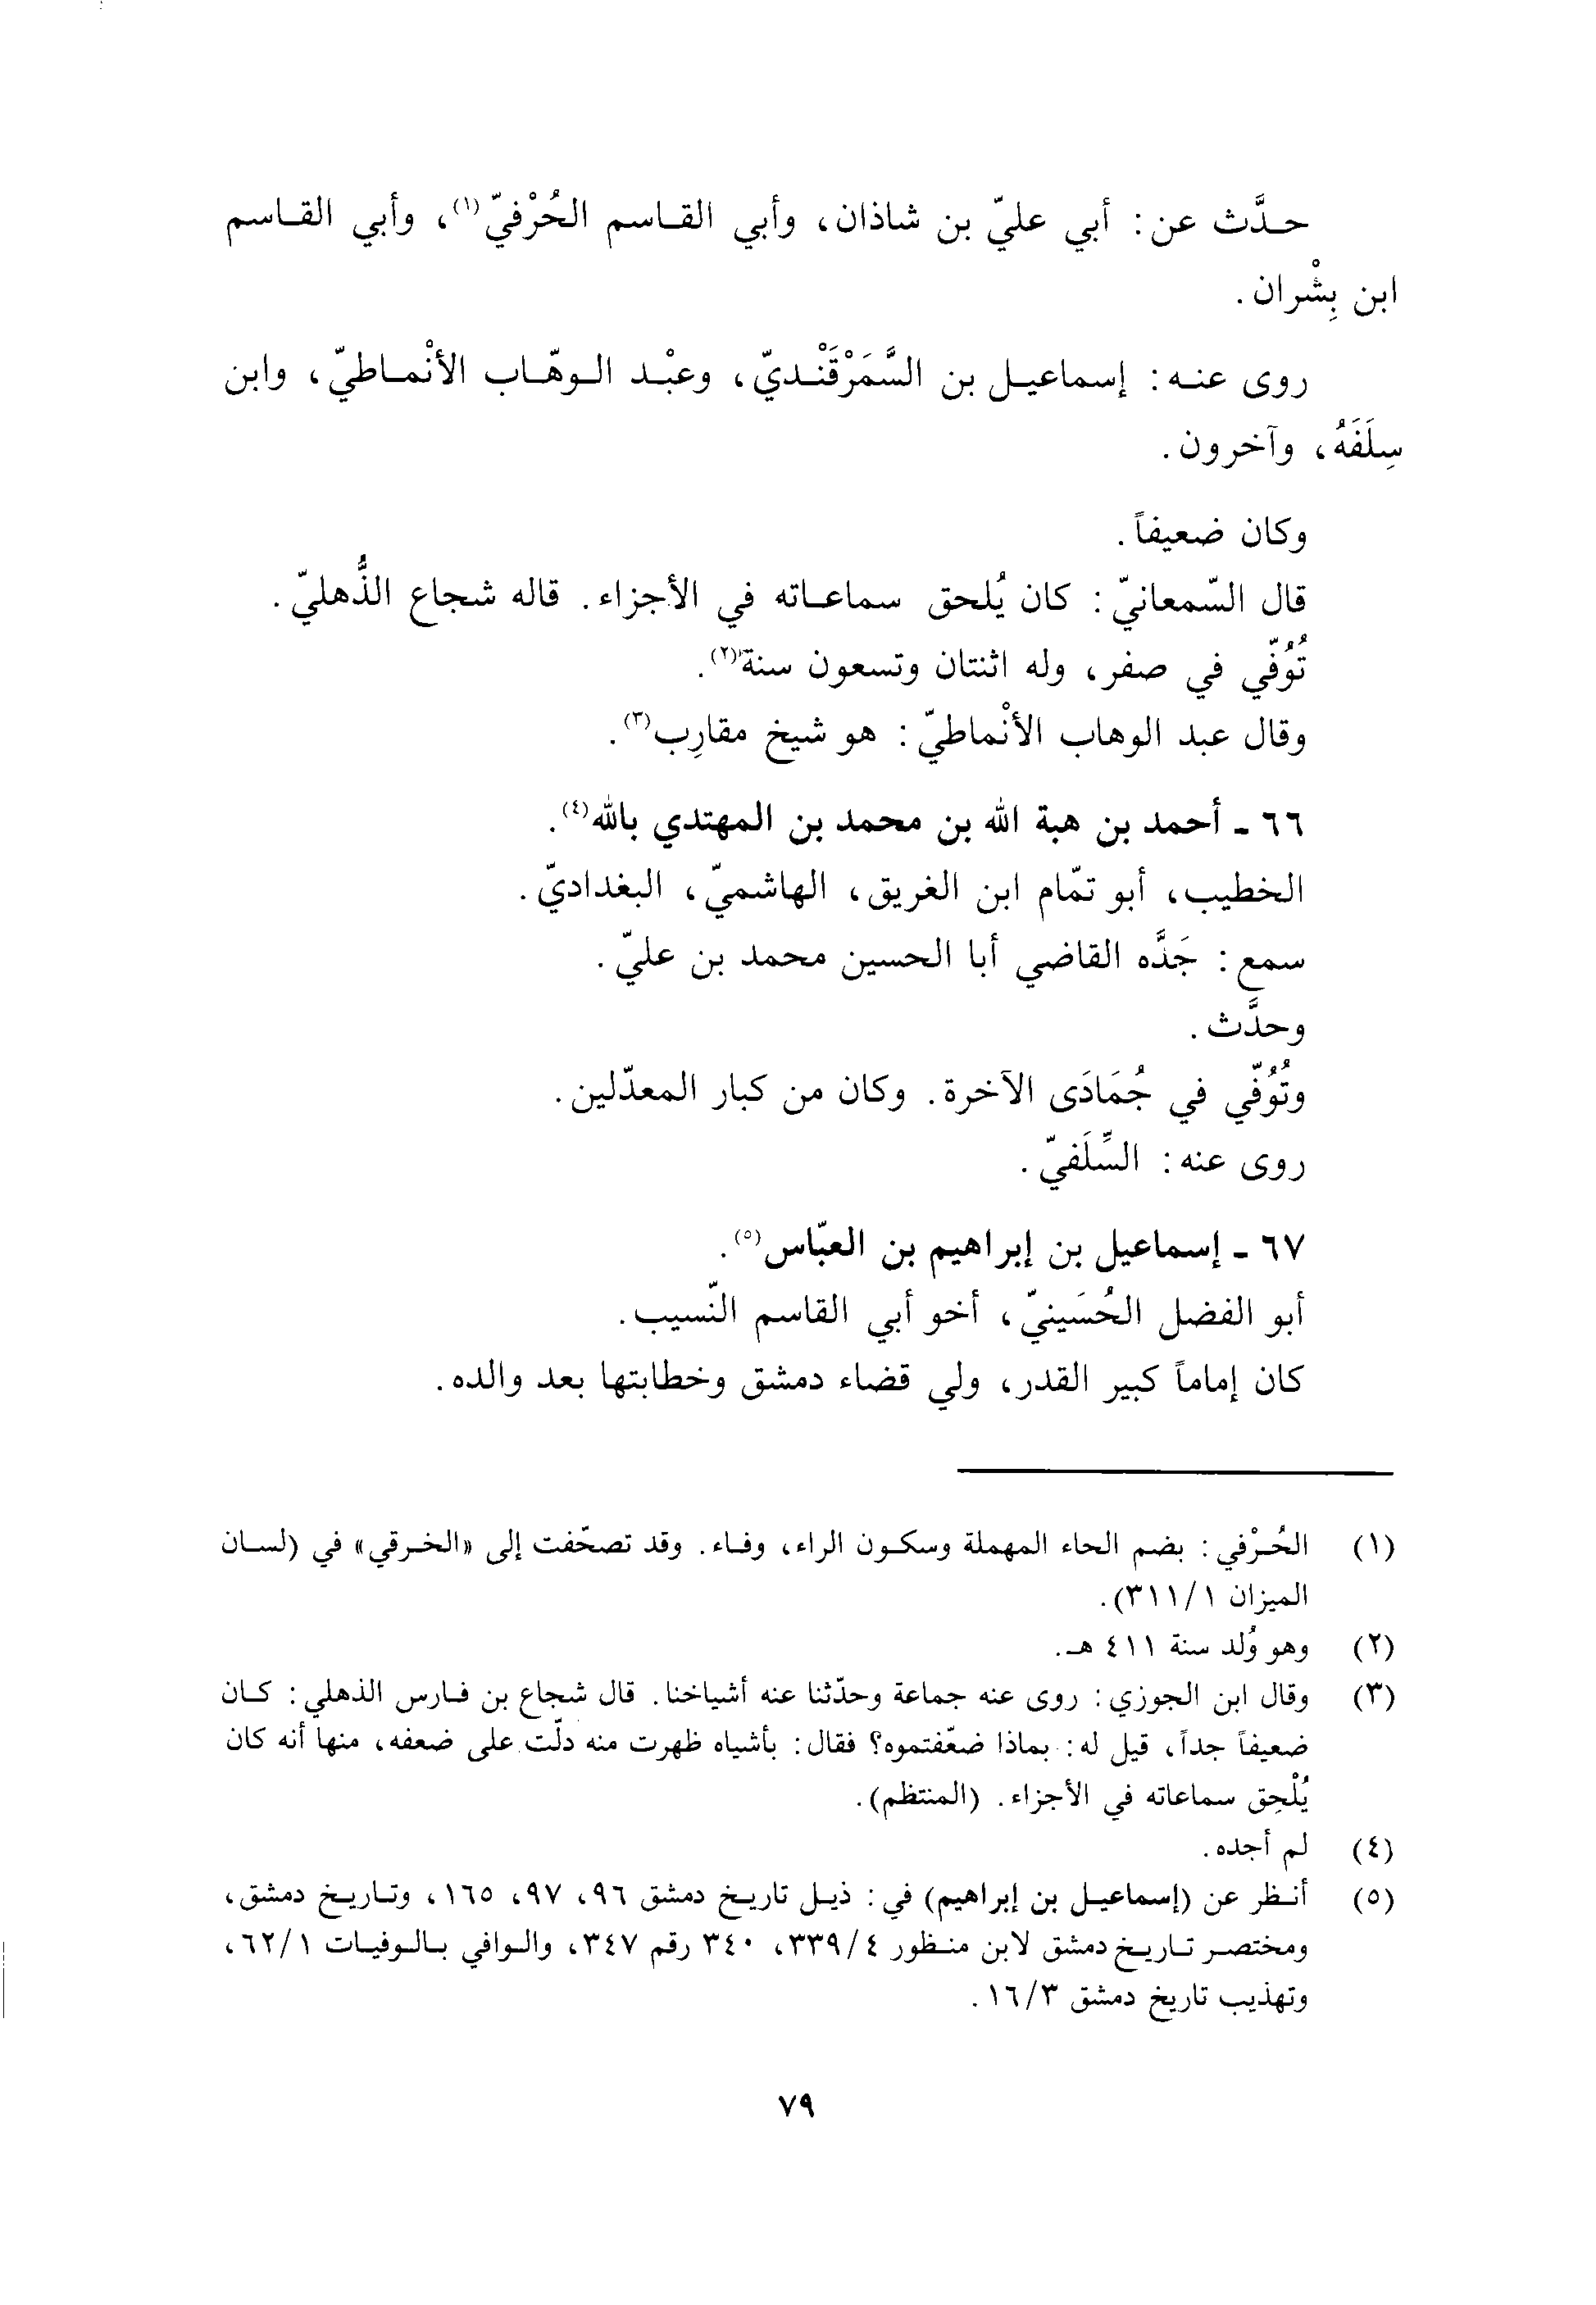 حدَّث عن: أبي عليّ بن شاذان، وأبي القاسم الحُرْفيّ(١)، وأبي القاسم
ابن بِشْران.
روى عنه: إسماعيل بن السَّمَرْقَنْديّ، وعبْد الوهّاب الأنْماطيّ، وابن
سِلَفَهُ، وآخرون.
وكان ضعيفاً.
قال السّمعانيّ: كان يُلحق سماعاته في الأجزاء. قاله شجاع الذُّهليّ.
تُوُفّي في صفر، وله اثنتان وتسعون سنة(٢).
وقال عبد الوهاب الأنْماطيّ: هو شيخ مقارِب(٣).
٦٦ - أحمد بن هبة الله بن محمد بن المهتدي بالله(٤).
الخطيب، أبو تمّام ابن الغريق، الهاشميّ، البغداديّ.
سمع: جَدَّه القاضي أبا الحسين محمد بن عليّ.
وحدَّث.
وتُوُفّي في جُمَادَى الآخرة. وكان من كبار المعدّلين.
روى عنه: السِّلَفيّ.
٦٧ - إسماعيل بن إبراهيم بن العبّاس(٥).
أبو الفضل الحُسَينيّ، أخو أبي القاسم النّسيب.
كان إماماً كبير القدر، ولي قضاء دمشق وخطابتها بعد والده.
(١) الحُرْفي: بضم الحاء المهملة وسكون الراء، وفاء. وقد تصحّفت إلى «الخرقي» في (لسان
الميزان ٣١١/١).
(٢) وهو وُلد سنة ٤١١ هـ.
(٣) وقال ابن الجوزي: روى عنه جماعة وحدّثنا عنه أشياخنا. قال شجاع بن فارس الذهلي: كان
ضعيفاً جداً، قيل له: بماذا ضعّفتموه؟ فقال: بأشياه ظهرت منه دلّت على ضعفه، منها أنه كان
يُلْحِق سماعاته في الأجزاء. (المنتظم).
(٤) لم أجده.
(٥) أنظر عن (إسماعيل بن إبراهيم) في: ذيل تاريخ دمشق ٩٦، ٩٧، ١٦٥، وتاريخ دمشق،
ومختصر تاريخ دمشق لابن منظور ٣٣٩/٤، ٣٤٠ رقم ٣٤٧، والوافي بالوفيات ٦٢/١،
وتهذيب تاريخ دمشق ١٦/٣.
٧٩